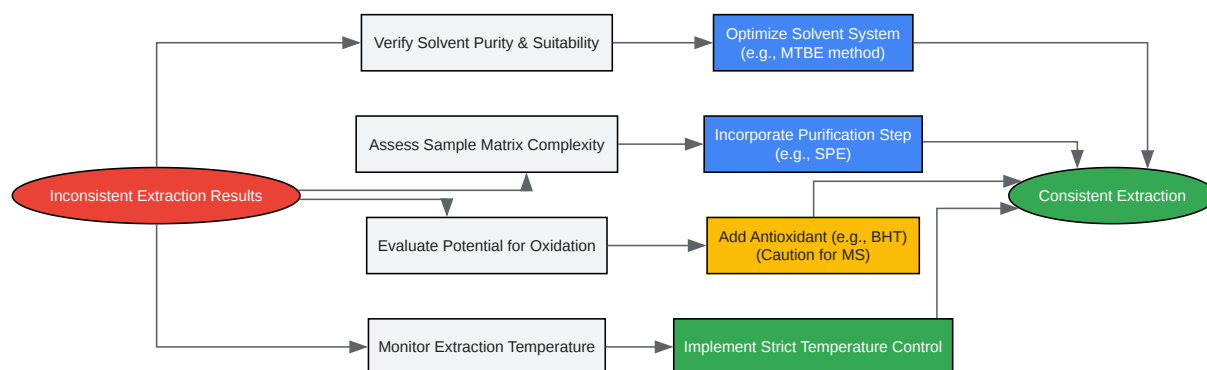 Verify Solvent Purity & Suitability
Optimize Solvent System
(e.g., MTBE method)
Assess Sample Matrix Complexity
Incorporate Purification Step
(e.g., SPE)
Inconsistent Extraction Results
Consistent Extraction
Evaluate Potential for Oxidation
Add Antioxidant (e.g., BHT)
(Caution for MS)
Monitor Extraction Temperature
Implement Strict Temperature Control